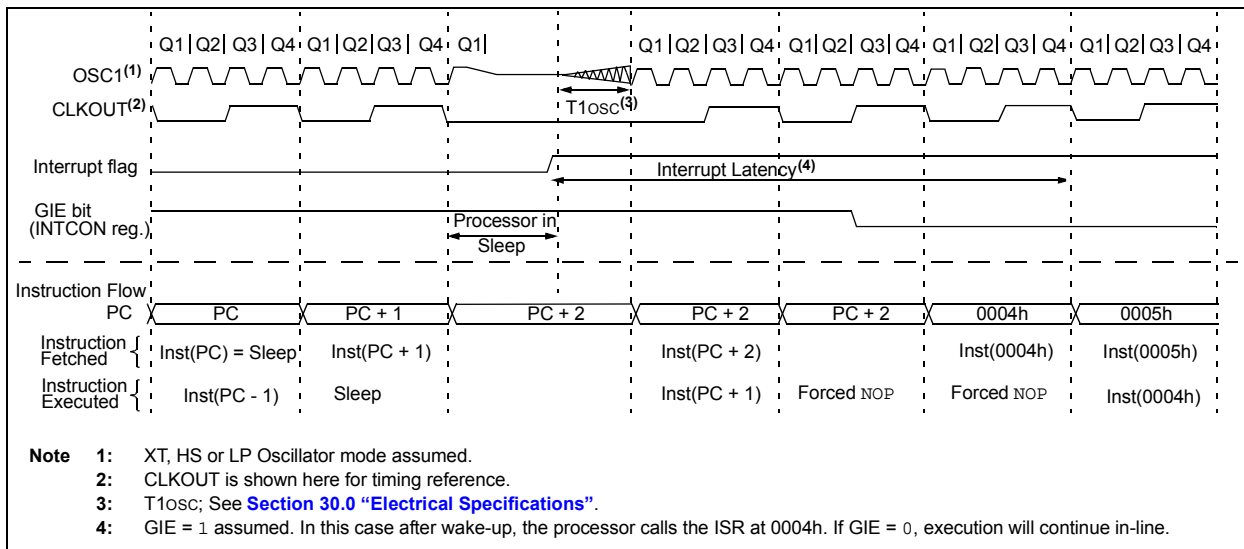 Q1 Q2 Q3 Q4 Q1 Q2 Q3 Q4 Q1 Q1 Q2 Q3 Q4 Q1 Q2 Q3 Q4 Q1 Q2 Q3 Q4 Q1 Q2 Q3 Q4
OSC1(1)
CLKOUT(2)
T1OSC(3)
Interrupt flag
Interrupt Latency(4)
GIE bit
(INTCON reg.)
Processor in
Sleep
Instruction Flow
PC PC PC + 1 PC + 2 PC + 2 PC + 2 0004h 0005h
Instruction
Fetched { Inst(PC) = Sleep Inst(PC + 1) Inst(PC + 2) Inst(0004h) Inst(0005h)
Instruction
Executed { Inst(PC - 1) Sleep Inst(PC + 1) Forced NOP Forced NOP Inst(0004h)
Note 1: XT, HS or LP Oscillator mode assumed.
2: CLKOUT is shown here for timing reference.
3: T1OSC; See Section 30.0 “Electrical Specifications”.
4: GIE = 1 assumed. In this case after wake-up, the processor calls the ISR at 0004h. If GIE = 0, execution will continue in-line.